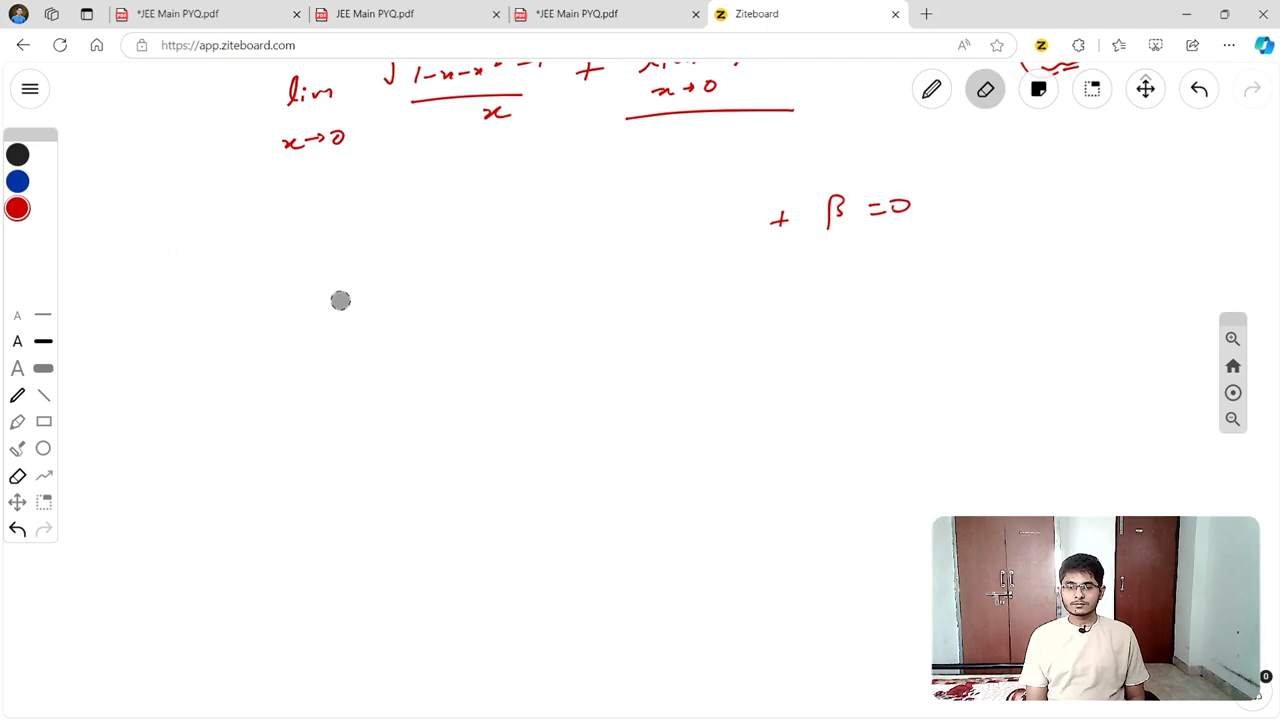 *JEE Main PYQ.pdf
JEE Main PYQ.pdf
*JEE Main PYQ.pdf
Ziteboard
https://app.ziteboard.com
lim √1-x-x +
x→0 x x→0
+ β = 0
A
A
A
0